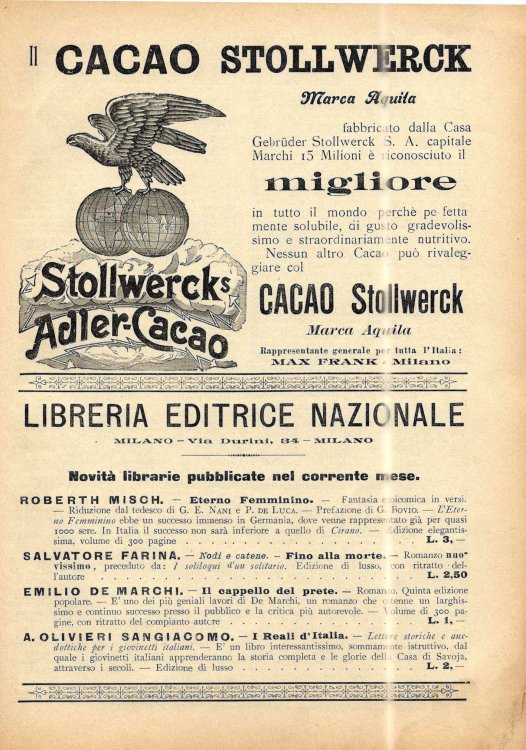 Il CACAO STOLLWERCK
Marca Aquila
fabbricato dalla Casa
Gebrüder Stollwerck S. A. capitale
Marchi 15 Milioni è riconosciuto il
migliore
in tutto il mondo perchè pe fetta
mente solubile, di gusto gradevolis-
simo e straordinariamente nutritivo.
Nessun altro Cacao può rivaleg-
giare col
CACAO Stollwerck
Marca Aquila
Rappresentante generale per tutta l'Italia:
MAX FRANK - Milano
Stollwercks
Adler-Cacao
LIBRERIA EDITRICE NAZIONALE
MILANO — Via Durini, 34 — MILANO
Novità librarie pubblicate nel corrente mese.
ROBERTH MISCH. — Eterno Femminino. — Fantasia eroicomica in versi.
— Riduzione dal tedesco di G. E. NANI e P. DE LUCA. — Prefazione di G. BOVIO. — L'Eter-
no Femminino ebbe un successo immenso in Germania, dove venne rappresentato già per quasi
1000 sere. In Italia il successo non sarà inferiore a quello di Cirano. — Edizione elegantis-
sima, volume di 300 pagine L. 3,—
SALVATORE FARINA. — Nodi e catene. — Fino alla morte. — Romanzo nuo-
vissimo, preceduto da: I soliloqui d'un solitario. Edizione di lusso, con ritratto del-
l'autore L. 2,50
EMILIO DE MARCHI. — Il cappello del prete. — Romanzo. Quinta edizione
popolare. — E' uno dei più geniali lavori di De Marchi, un romanzo che ottenne un larghis-
simo e continuo successo presso il pubblico e la critica più autorevole. — Volume di 300 pa-
gine, con ritratto del compianto autore L. 1,—
A. OLIVIERI SANGIACOMO. — I Reali d'Italia. — Letture storiche e ane-
dottiche per i giovinetti italiani. — E' un libro interessantissimo, sommamente istruttivo, dal
quale i giovinetti italiani apprenderanno la storia completa e le glorie della Casa di Savoja,
attraverso i secoli. — Edizione di lusso L. 2,—